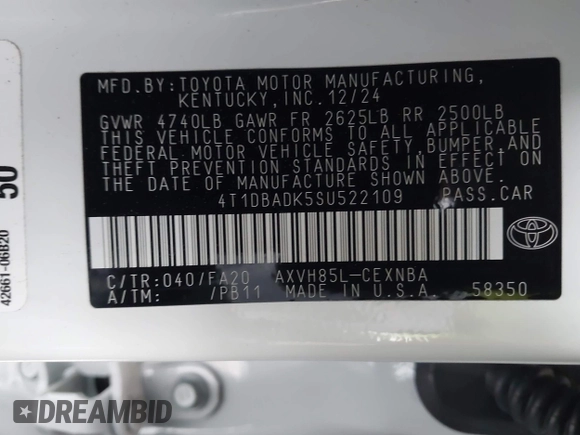 MFD.BY:TOYOTA MOTOR MANUFACTURING,
KENTUCKY,INC.12/24
GVWR 4740LB GAWR FR 2625LB RR 2500LB
THIS VEHICLE CONFORMS TO ALL APPLICABLE
FEDERAL MOTOR VEHICLE SAFETY,BUMPER,AND
THEFT PREVENTION STANDARDS IN EFFECT ON
THE DATE OF MANUFACTURE SHOWN ABOVE.
4T1DBADK5SU522109 PASS.CAR
C/TR:040/FA20 AXVH85L-CEXNBA
A/TM: /PB11 MADE IN U.S.A. 58350
TOYOTA
42661-06B20
50
DREAMBID